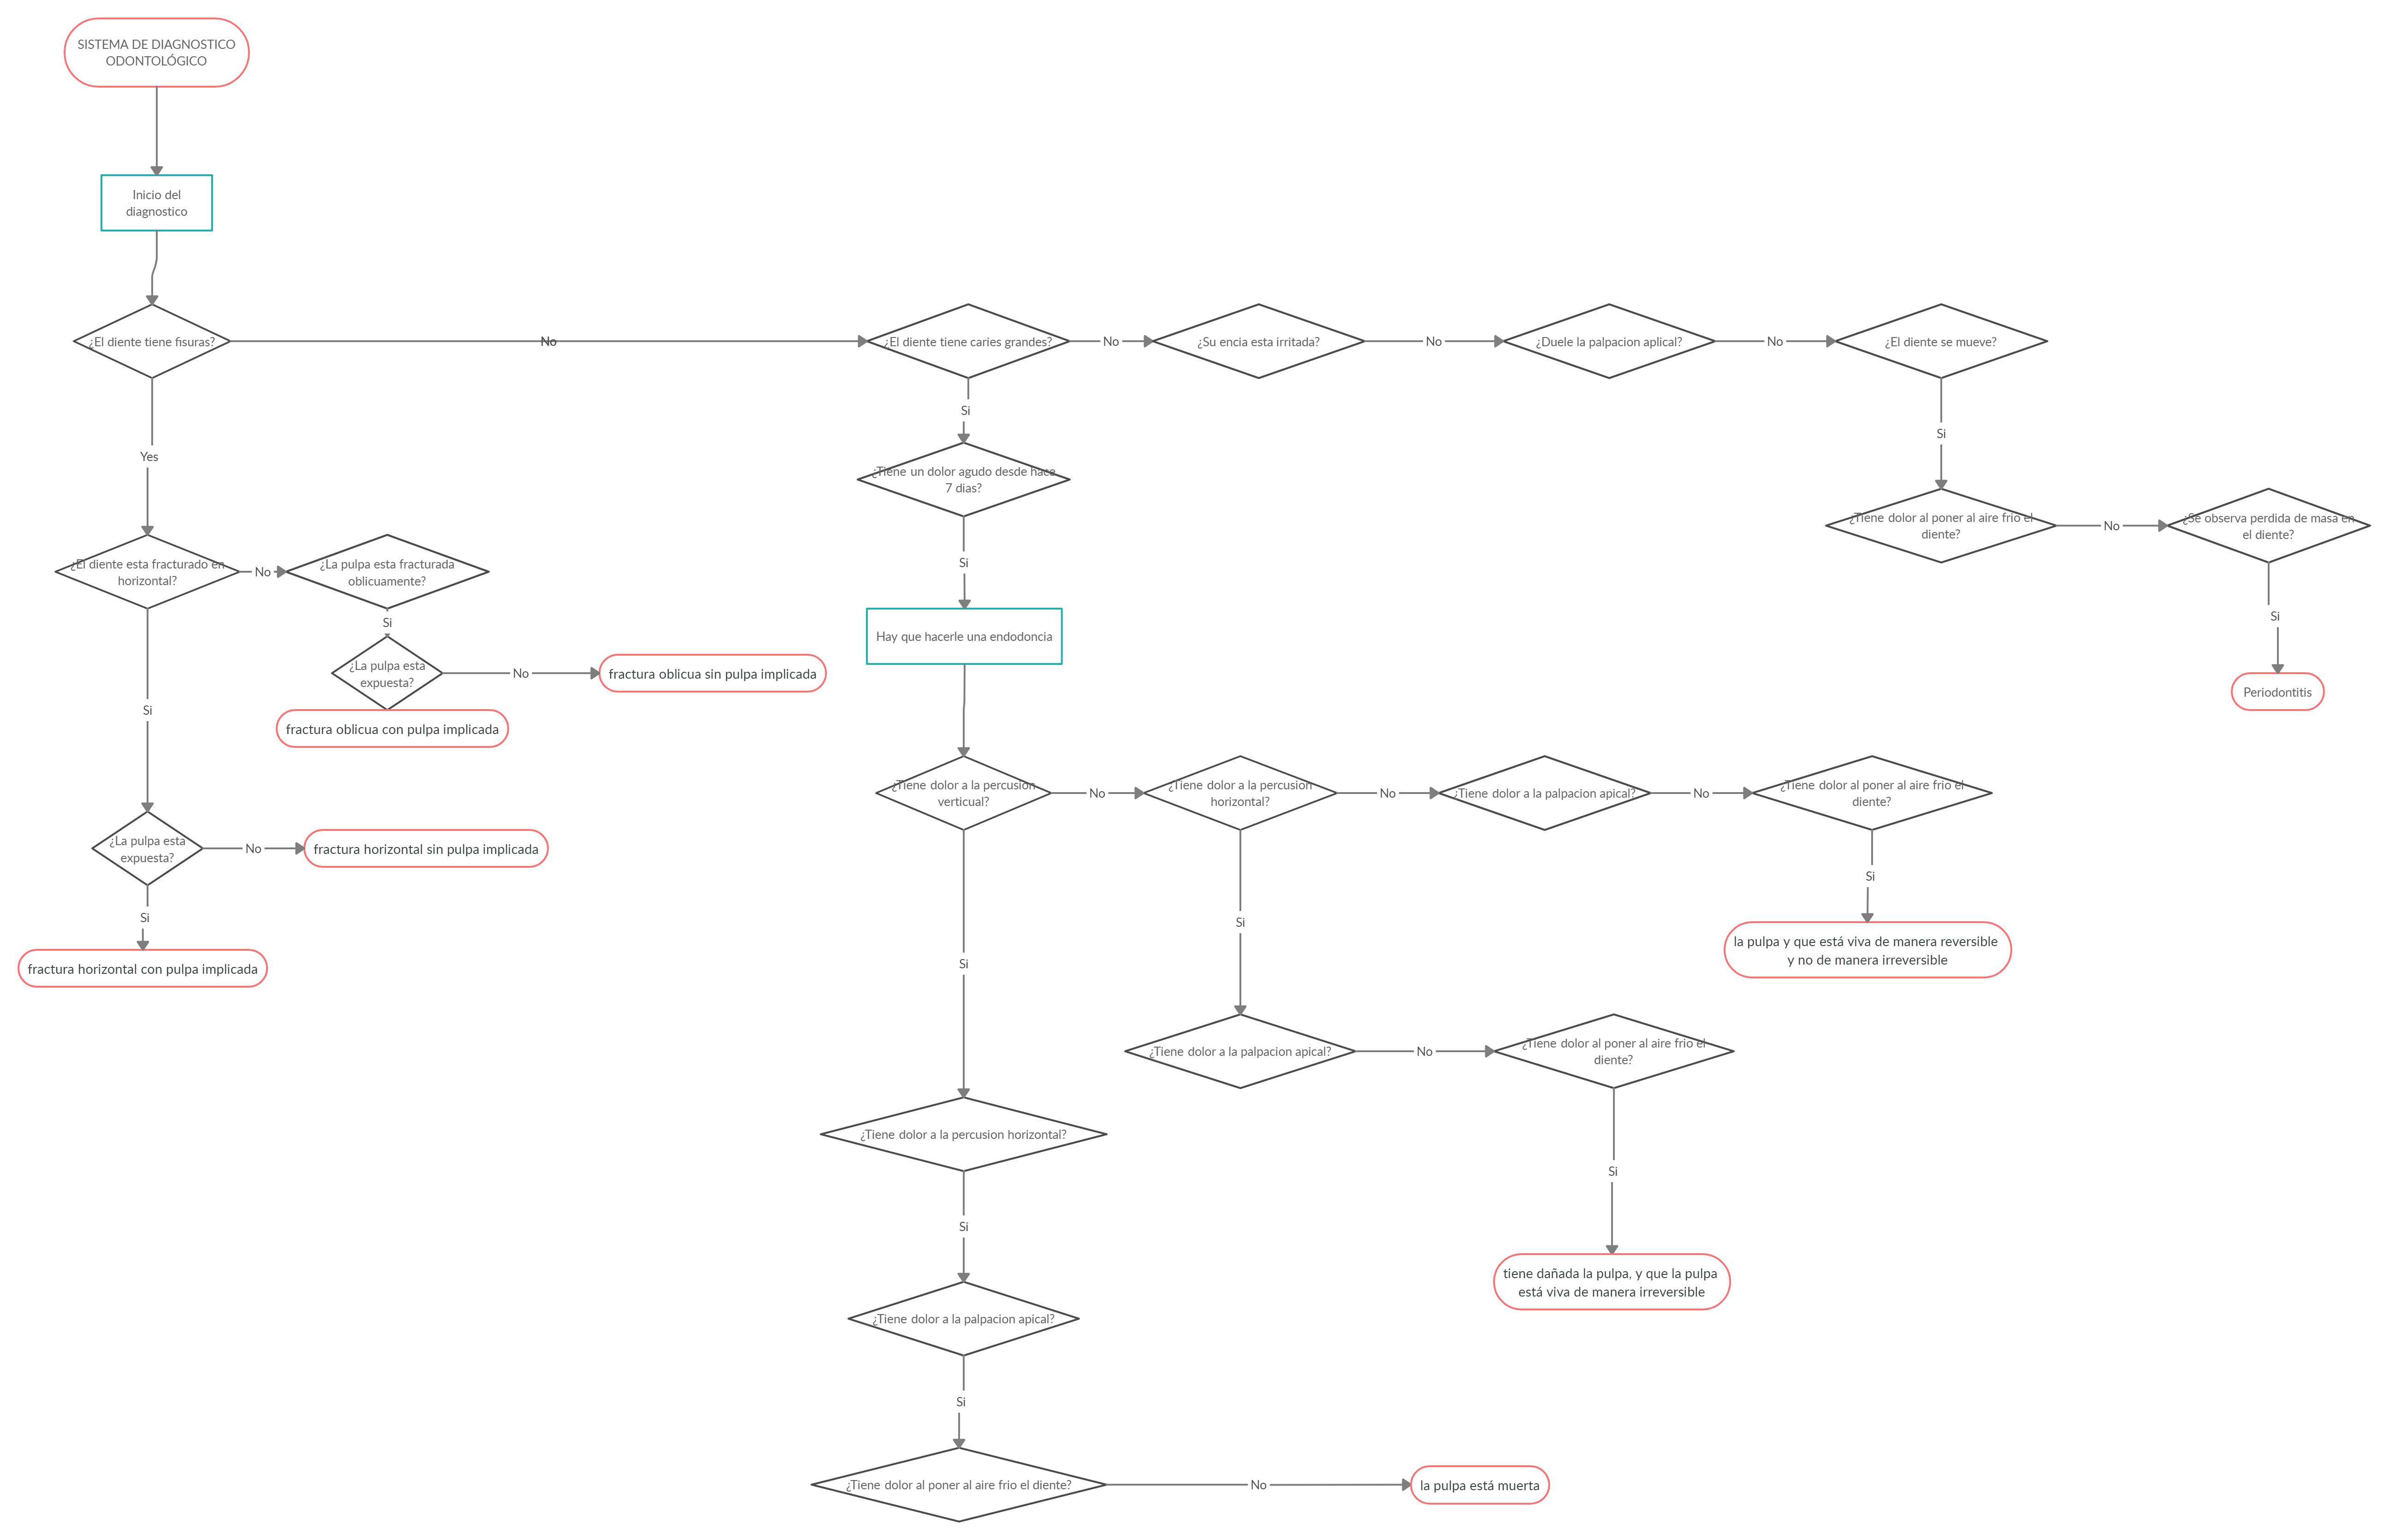 SISTEMA DE DIAGNOSTICO
ODONTOLÓGICO
Inicio del
diagnostico
¿El diente tiene fisuras?
No
¿El diente tiene caries grandes?
No
¿Su encia esta irritada?
No
¿Duele la palpacion aplical?
No
¿El diente se mueve?
Si
Si
Yes
¿Tiene un dolor agudo desde hace
7 dias?
¿Tiene dolor al poner al aire frio el
diente?
No
¿Se observa perdida de masa en
el diente?
¿El diente esta fracturado en
horizontal?
No
¿La pulpa esta fracturada
oblicuamente?
Si
Si
Si
Hay que hacerle una endodoncia
¿La pulpa esta
expuesta?
No
fractura oblicua sin pulpa implicada
Periodontitis
Si
fractura oblicua con pulpa implicada
¿Tiene dolor a la percusion
verticual?
No
¿Tiene dolor a la percusion
horizontal?
No
¿Tiene dolor a la palpacion apical?
No
¿Tiene dolor al poner al aire frio el
diente?
¿La pulpa esta
expuesta?
No
fractura horizontal sin pulpa implicada
Si
Si
Si
la pulpa y que está viva de manera reversible
y no de manera irreversible
Si
fractura horizontal con pulpa implicada
¿Tiene dolor a la palpacion apical?
No
¿Tiene dolor al poner al aire frio el
diente?
¿Tiene dolor a la percusion horizontal?
Si
Si
tiene dañada la pulpa, y que la pulpa
está viva de manera irreversible
¿Tiene dolor a la palpacion apical?
Si
¿Tiene dolor al poner al aire frio el diente?
No
la pulpa está muerta